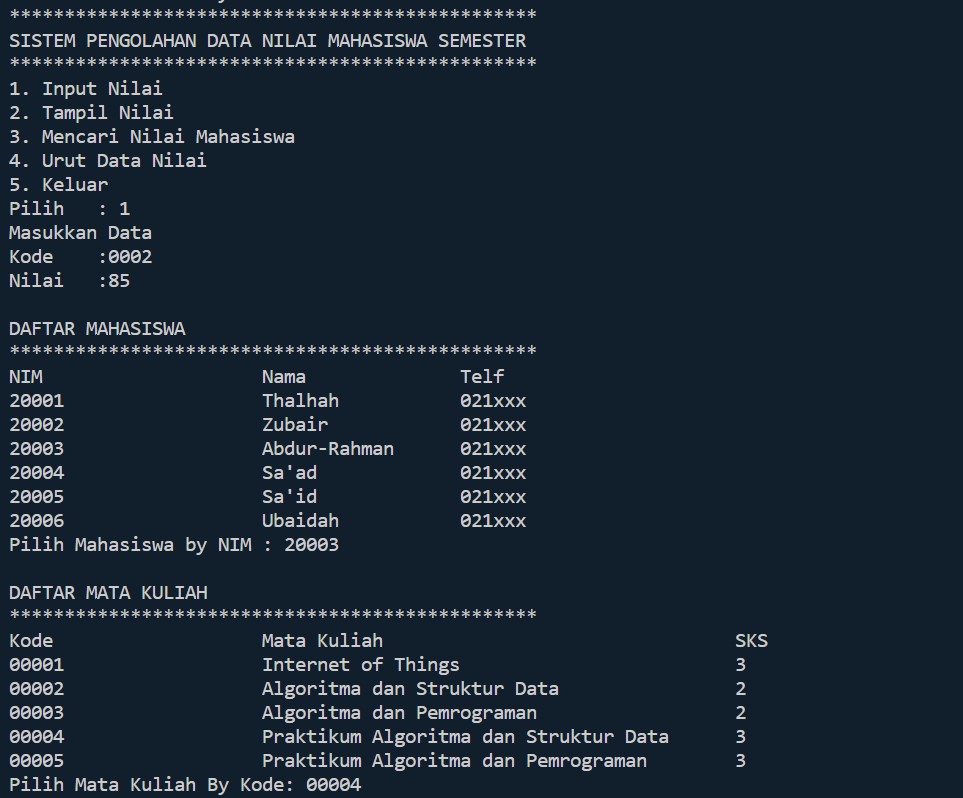 ************************************************
SISTEM PENGOLAHAN DATA NILAI MAHASISWA SEMESTER
************************************************
1. Input Nilai
2. Tampil Nilai
3. Mencari Nilai Mahasiswa
4. Urut Data Nilai
5. Keluar
Pilih   : 1
Masukkan Data
Kode    :0002
Nilai   :85

DAFTAR MAHASISWA
************************************************
NIM                    Nama              Telf
20001                  Thalhah           021xxx
20002                  Zubair            021xxx
20003                  Abdur-Rahman      021xxx
20004                  Sa'ad             021xxx
20005                  Sa'id             021xxx
20006                  Ubaidah           021xxx
Pilih Mahasiswa by NIM : 20003

DAFTAR MATA KULIAH
************************************************
Kode                   Mata Kuliah                                SKS
00001                  Internet of Things                         3
00002                  Algoritma dan Struktur Data                2
00003                  Algoritma dan Pemrograman                  2
00004                  Praktikum Algoritma dan Struktur Data      3
00005                  Praktikum Algoritma dan Pemrograman        3
Pilih Mata Kuliah By Kode: 00004